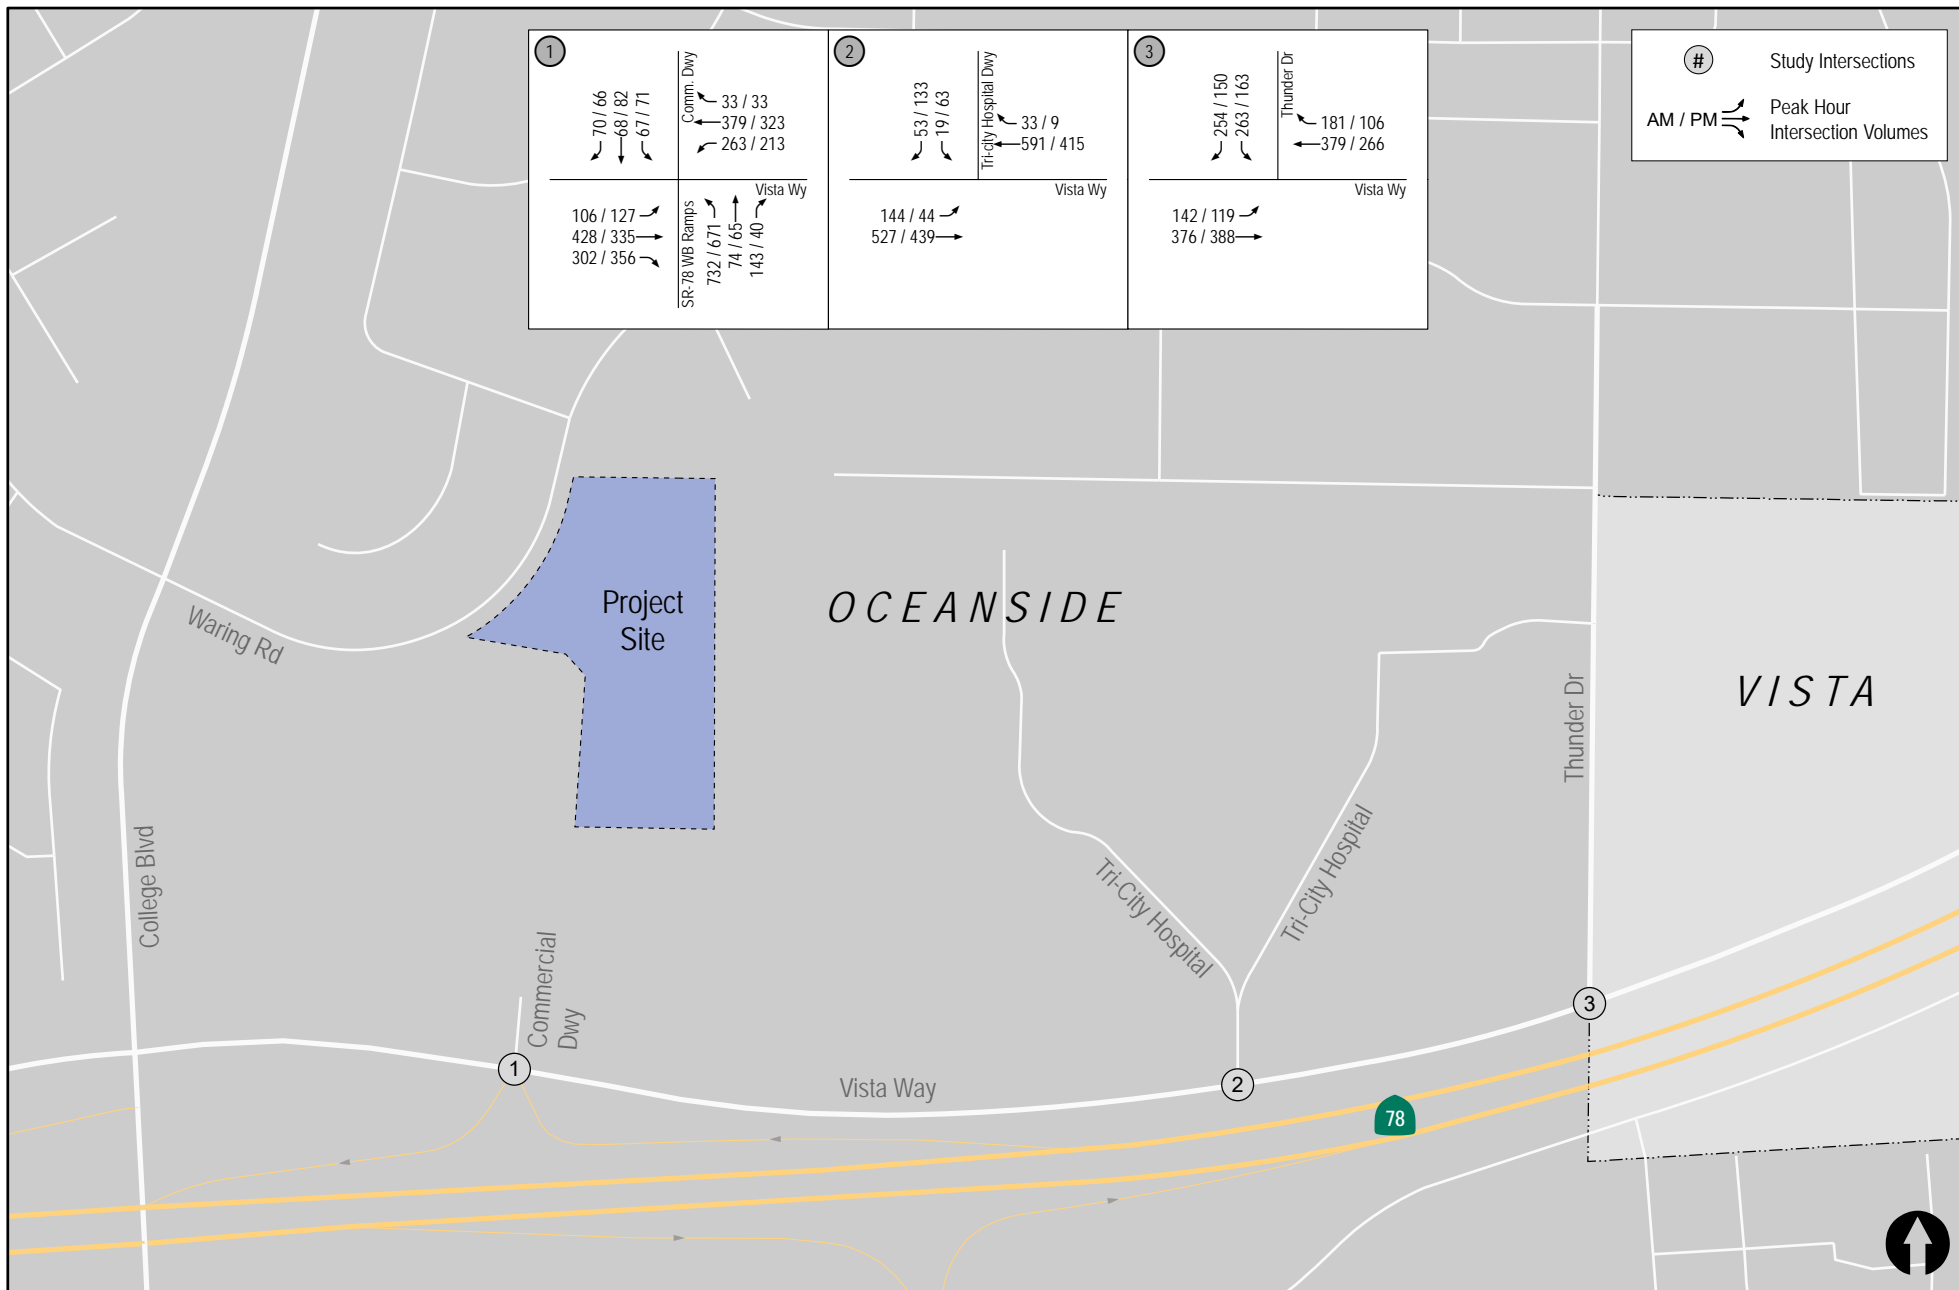 1
70 / 66
68 / 82
67 / 71
Comm. Dwy
33 / 33
379 / 323
263 / 213
Vista Wy
106 / 127
428 / 335
302 / 356
SR-78 WB Ramps
732 / 671
74 / 65
143 / 40
2
53 / 133
19 / 63
Tri-city Hospital Dwy
33 / 9
591 / 415
Vista Wy
144 / 44
527 / 439
3
254 / 150
263 / 163
Thunder Dr
181 / 106
379 / 266
Vista Wy
142 / 119
376 / 388
# Study Intersections
AM / PM
Peak Hour
Intersection Volumes
Project
Site
OCEANSIDE
VISTA
Waring Rd
College Blvd
Commercial
Dwy
Tri-City Hospital
Tri-City Hospital
Thunder Dr
Vista Way
1
2
3
78